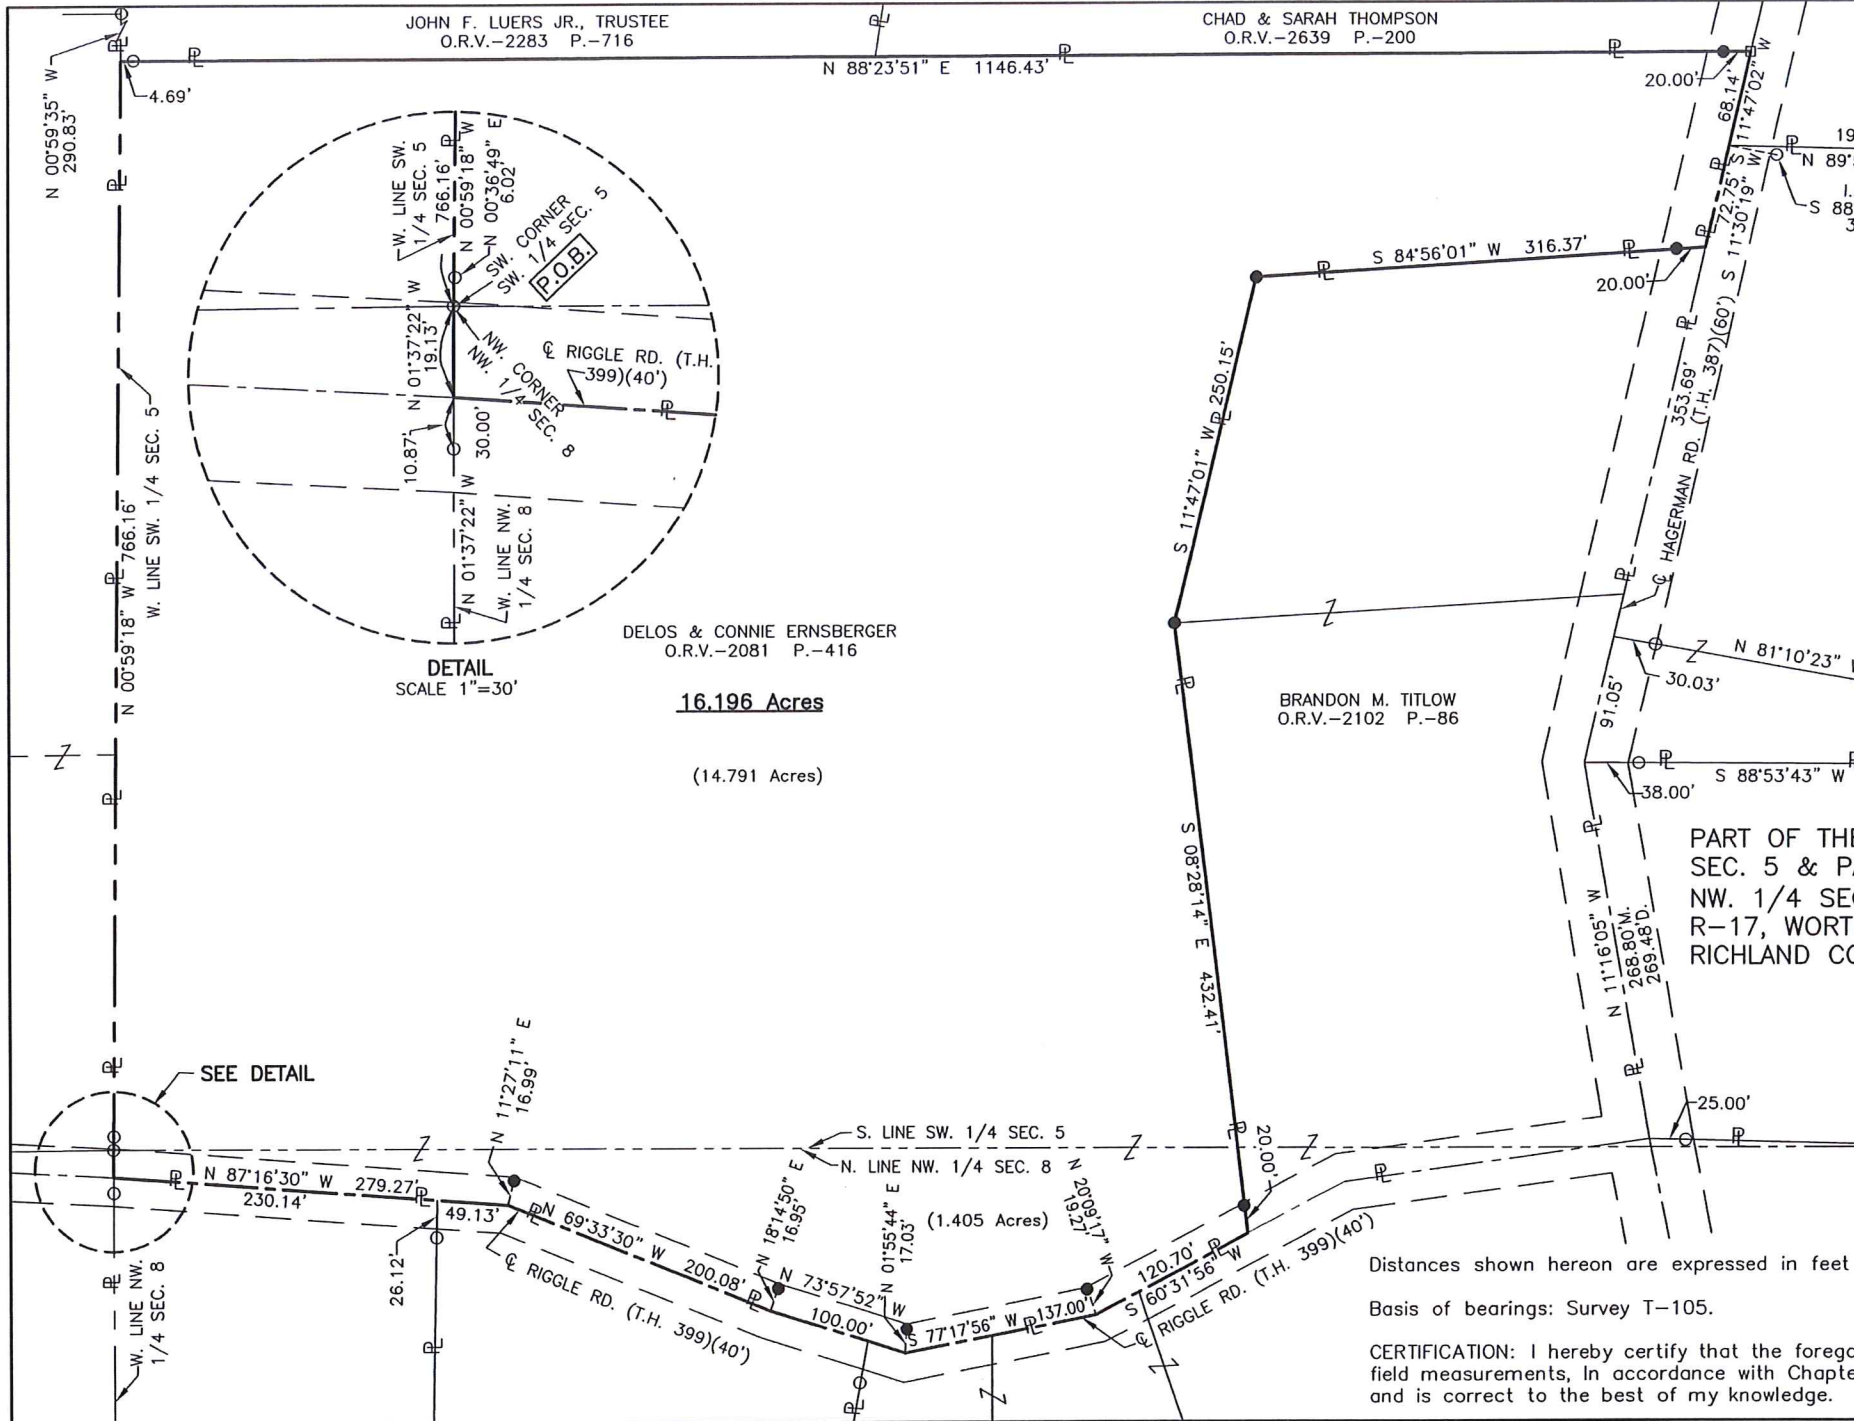 JOHN F. LUERS JR., TRUSTEE
O.R.V.-2283 P.-716
CHAD & SARAH THOMPSON
O.R.V.-2639 P.-200
N 88°23'51" E 1146.43'
N 00°59'35" W
290.83'
4.69'
20.00'
68.14'
S 11°47'02" W
72.75'
S 11°30'19" W
19
N 89°
1.
S 88
3
S 84°56'01" W 316.37'
20.00'
W. LINE SW.
1/4 SEC. 5
766.16'
N 00°59'18" W
N 00°36'49" E
6.02'
SW. CORNER
SW. 1/4 SEC. 5
P.O.B.
N 01°37'22" W
19.13'
NW. CORNER
NW. 1/4 SEC. 8
℄ RIGGLE RD. (T.H.
399)(40')
10.87'
30.00'
N 01°37'22" W
W. LINE NW.
1/4 SEC. 8
DETAIL
SCALE 1"=30'
N 00°59'18" W 766.16'
W. LINE SW. 1/4 SEC. 5
S 11°47'01" W 250.15'
353.69'
℄ HAGERMAN RD. (T.H. 387)(60')
DELOS & CONNIE ERNSBERGER
O.R.V.-2081 P.-416
16.196 Acres
(14.791 Acres)
BRANDON M. TITLOW
O.R.V.-2102 P.-86
N 81°10'23" W
30.03'
91.05'
S 88°53'43" W
38.00'
S 08°28'14" E 432.41'
N 11°16'05" W
268.80'M.
269.48'D.
PART OF THE
SEC. 5 & PA
NW. 1/4 SEC
R-17, WORT
RICHLAND CO
SEE DETAIL
N 11°27'11" E
16.99'
25.00'
S. LINE SW. 1/4 SEC. 5
N. LINE NW. 1/4 SEC. 8
20.00'
N 87°16'30" W 279.27'
230.14'
49.13'
26.12'
N 69°33'30" W
200.08'
℄ RIGGLE RD. (T.H. 399)(40')
N 18°14'50" E
16.95'
N 73°57'52" W
100.00'
N 01°55'44" E
17.03'
(1.405 Acres)
N 20°09'17" W
19.27'
S 77°17'56" W 137.00'
120.70'
S 60°31'56" W
℄ RIGGLE RD. (T.H. 399)(40')
W. LINE NW.
1/4 SEC. 8
Distances shown hereon are expressed in feet
Basis of bearings: Survey T-105.
CERTIFICATION: I hereby certify that the forego
field measurements, In accordance with Chapte
and is correct to the best of my knowledge.